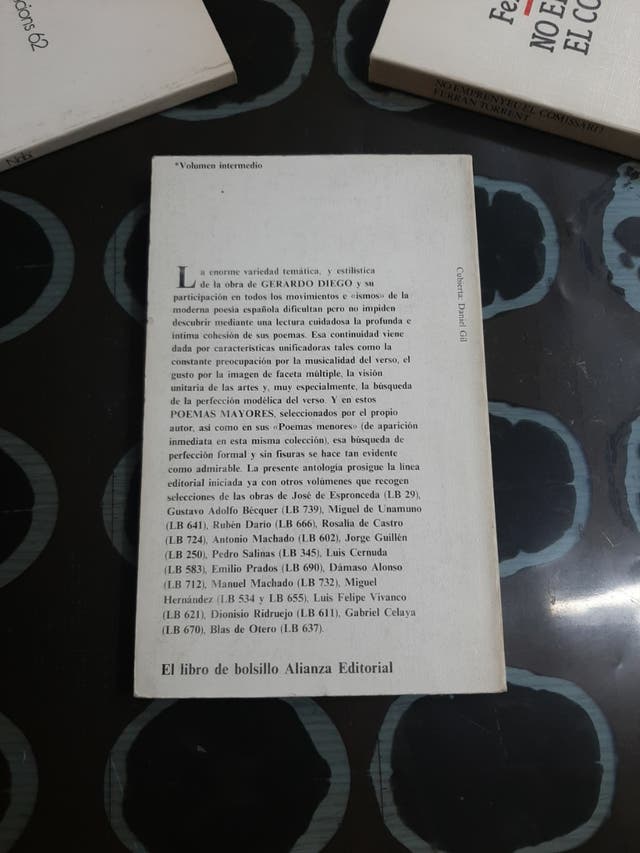 cions 62
Nebi
Fe
NO E
EL CO
NO EMPRENYEU EL COMISSARI!
FERRAN TORRENT
*Volumen intermedio
La enorme variedad temática, y estilística
de la obra de GERARDO DIEGO y su
participación en todos los movimientos e «ismos» de la
moderna poesía española dificultan pero no impiden
descubrir mediante una lectura cuidadosa la profunda e
íntima cohesión de sus poemas. Esa continuidad viene
dada por características unificadoras tales como la
constante preocupación por la musicalidad del verso, el
gusto por la imagen de faceta múltiple, la visión
unitaria de las artes y, muy especialmente, la búsqueda
de la perfección modélica del verso. Y en estos
POEMAS MAYORES, seleccionados por el propio
autor, así como en sus «Poemas menores» (de aparición
inmediata en esta misma colección), esa búsqueda de
perfección formal y sin fisuras se hace tan evidente
como admirable. La presente antología prosigue la línea
editorial iniciada ya con otros volúmenes que recogen
selecciones de las obras de José de Espronceda (LB 29),
Gustavo Adolfo Bécquer (LB 739), Miguel de Unamuno
(LB 641), Rubén Darío (LB 666), Rosalía de Castro
(LB 724), Antonio Machado (LB 602), Jorge Guillén
(LB 250), Pedro Salinas (LB 345), Luis Cernuda
(LB 583), Emilio Prados (LB 690), Dámaso Alonso
(LB 712), Manuel Machado (LB 732), Miguel
Hernández (LB 534 y LB 655), Luis Felipe Vivanco
(LB 621), Dionisio Ridruejo (LB 611), Gabriel Celaya
(LB 670), Blas de Otero (LB 637).
Cubierta: Daniel Gil
El libro de bolsillo Alianza Editorial